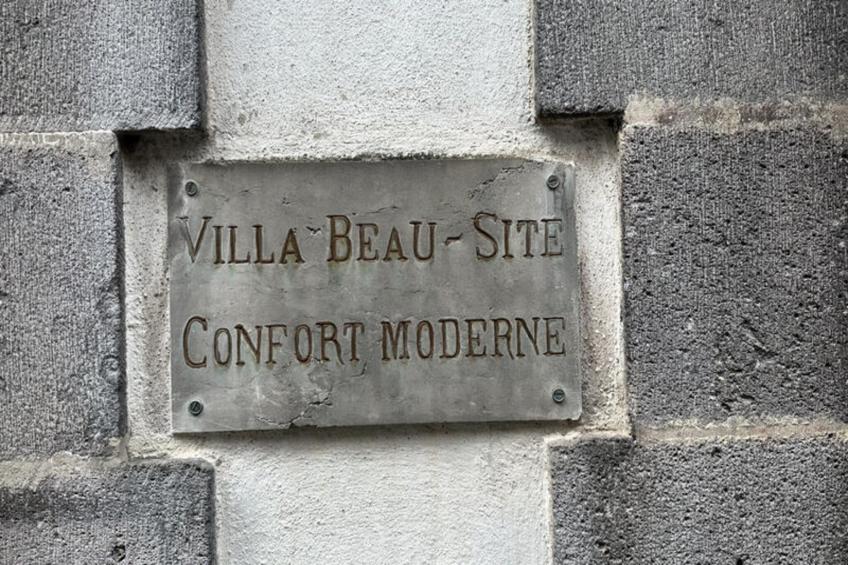 VILLA BEAU-SITE
CONFORT MODERNE